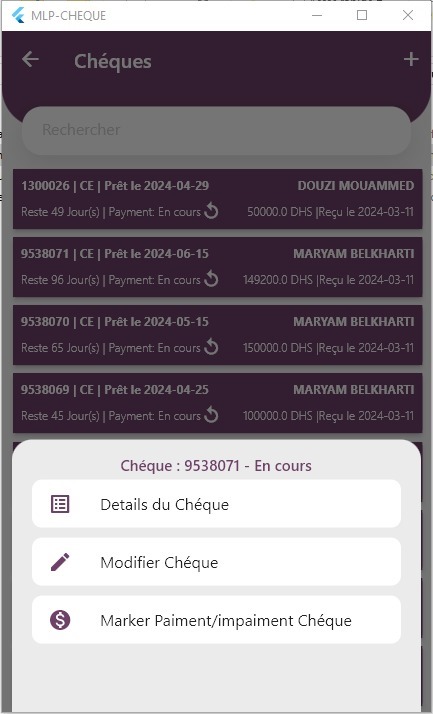 MLP-CHEQUE
Chéques
Rechercher
1300026 | CE | Prêt le 2024-04-29 DOUZI MOUAMMED
Reste 49 Jour(s) | Payment: En cours 50000.0 DHS |Reçu le 2024-03-11
9538071 | CE | Prêt le 2024-06-15 MARYAM BELKHARTI
Reste 96 Jour(s) | Payment: En cours 149200.0 DHS |Reçu le 2024-03-11
9538070 | CE | Prêt le 2024-05-15 MARYAM BELKHARTI
Reste 65 Jour(s) | Payment: En cours 150000.0 DHS |Reçu le 2024-03-11
9538069 | CE | Prêt le 2024-04-25 MARYAM BELKHARTI
Reste 45 Jour(s) | Payment: En cours 100000.0 DHS |Reçu le 2024-03-11
Chéque : 9538071 - En cours
Details du Chéque
Modifier Chéque
Marker Paiment/impaiment Chéque